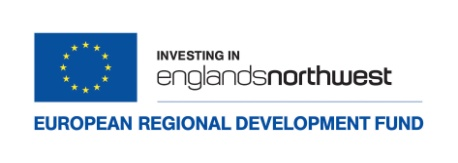 INVESTING IN
englandsnorthwest
EUROPEAN REGIONAL DEVELOPMENT FUND